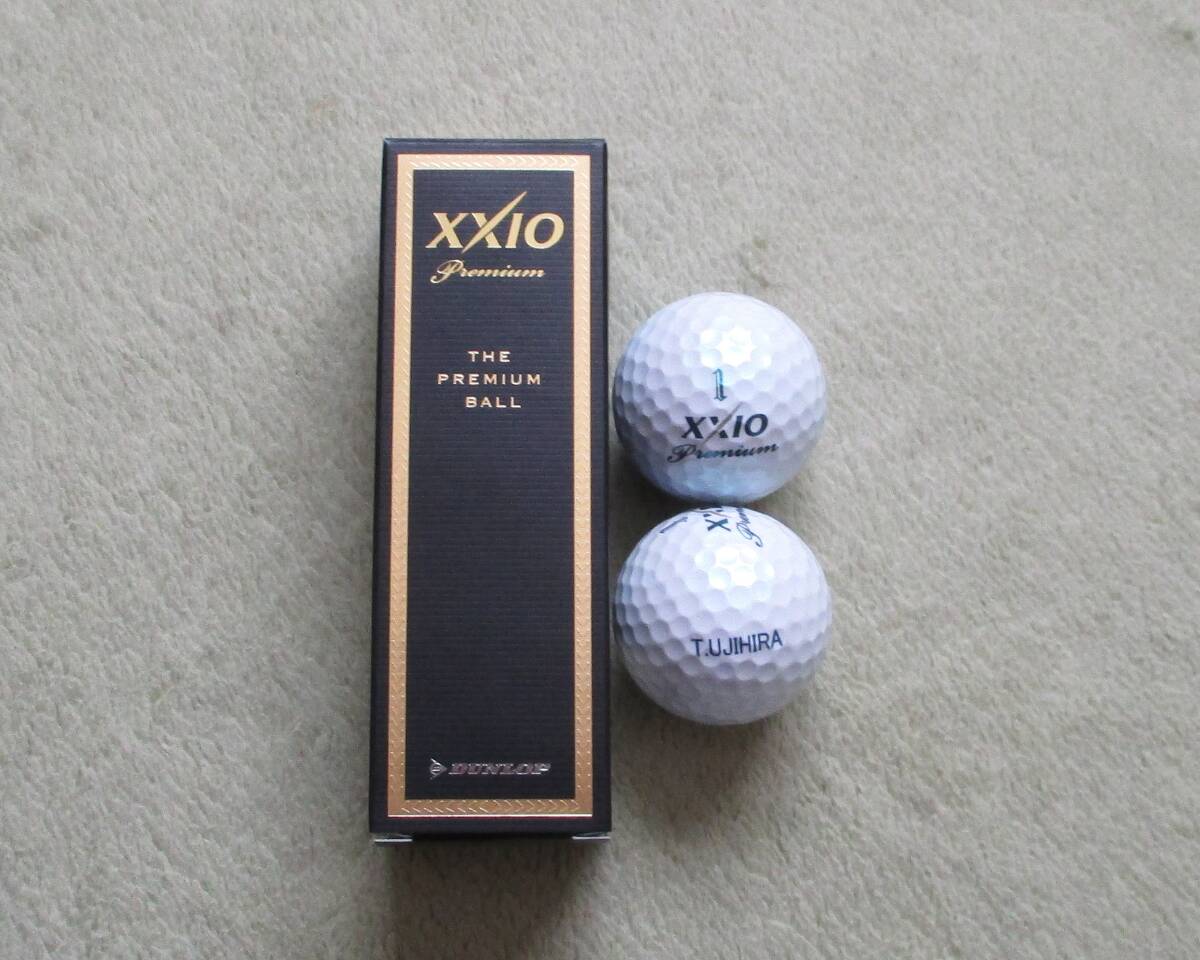 XXIO
Premium
THE
PREMIUM
BALL
DUNLOP
1
XXIO
Premium
T.UJIHIRA